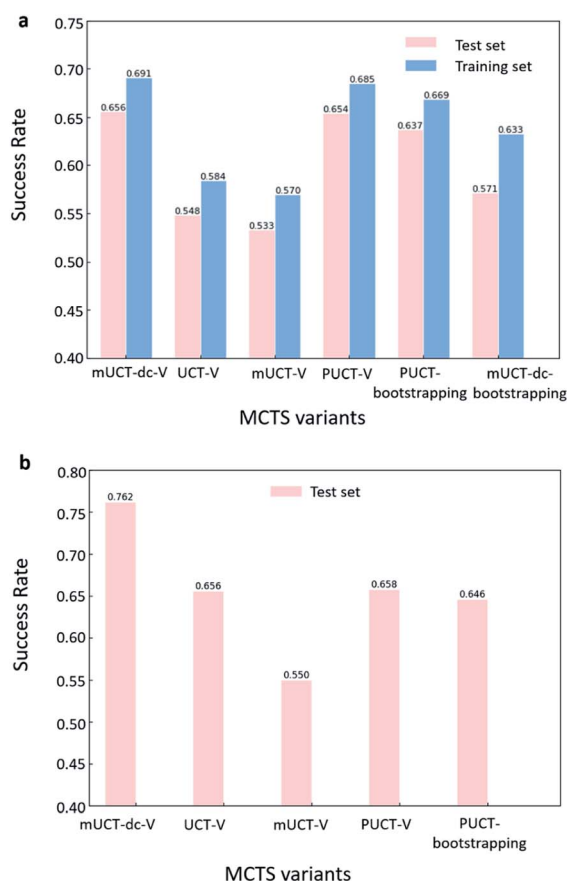 a
0.75
0.70
0.65
0.60
0.55
0.50
0.45
0.40
Success Rate
Test set
Training set
0.656
0.691
0.548
0.584
0.533
0.570
0.654
0.685
0.637
0.669
0.571
0.633
mUCT-dc-V
UCT-V
mUCT-V
PUCT-V
PUCT-
bootstrapping
mUCT-dc-
bootstrapping
MCTS variants
b
0.80
0.75
0.70
0.65
0.60
0.55
0.50
0.45
0.40
Success Rate
Test set
0.762
0.656
0.550
0.658
0.646
mUCT-dc-V
UCT-V
mUCT-V
PUCT-V
PUCT-
bootstrapping
MCTS variants